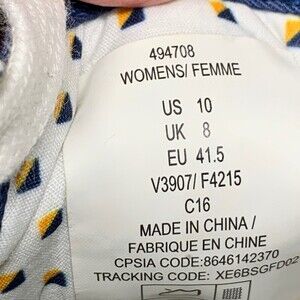 494708
WOMENS/ FEMME
US 10
UK 8
EU 41.5
V3907/ F4215
C16
MADE IN CHINA /
FABRIQUE EN CHINE
CPSIA CODE:8646142370
TRACKING CODE: XE6BSGFD02